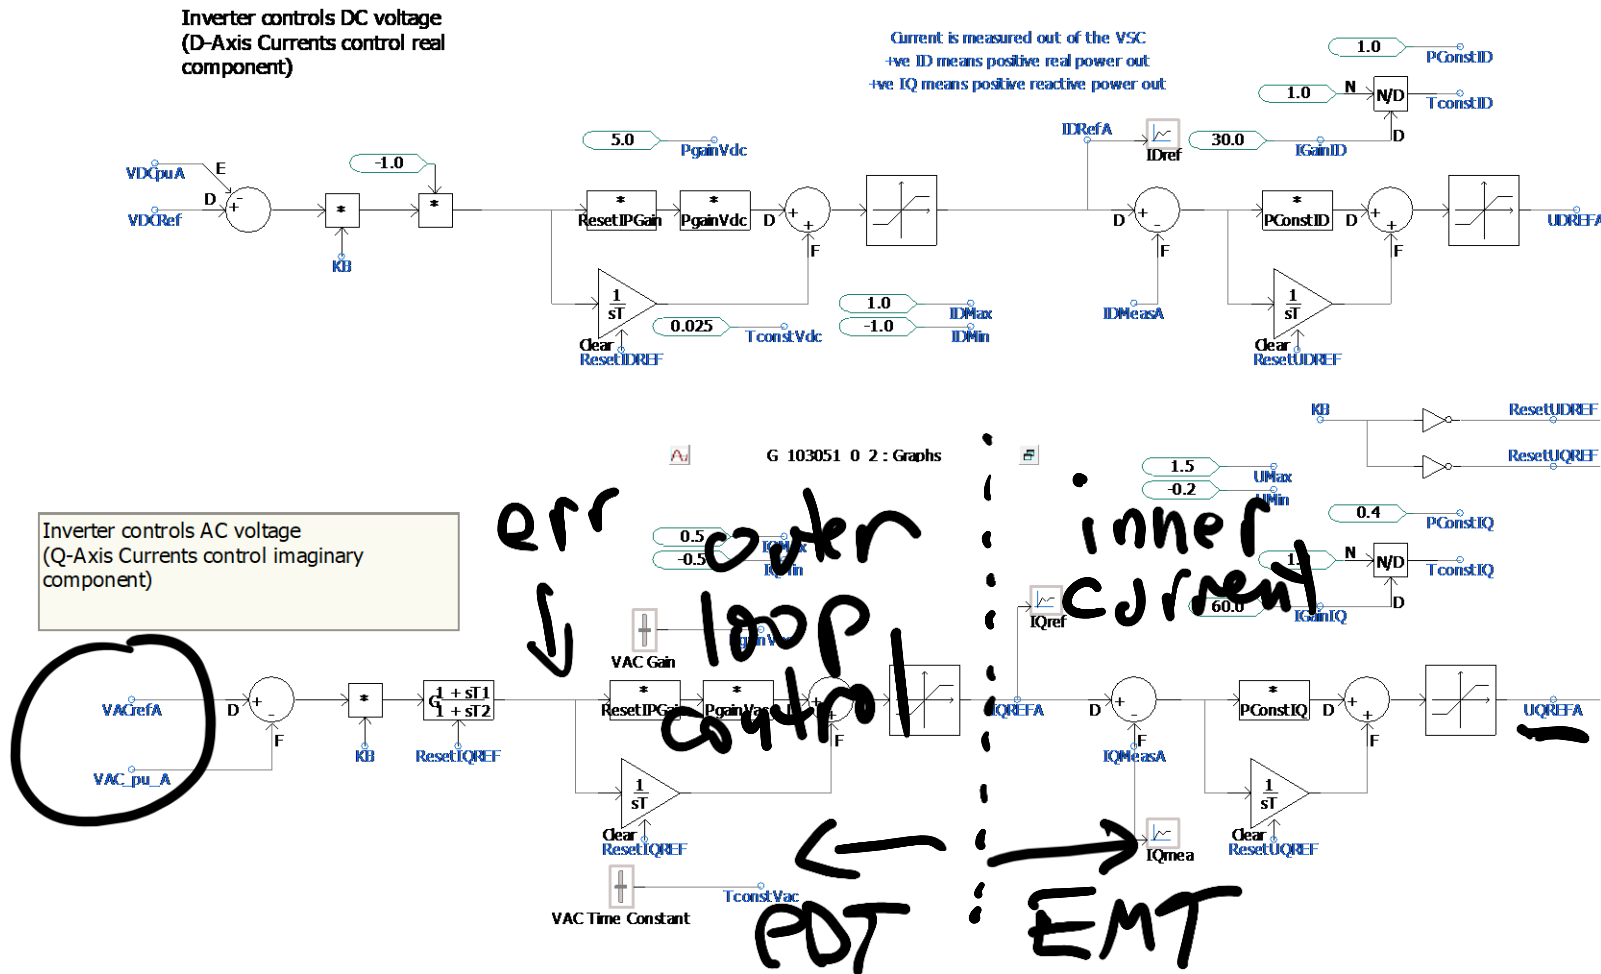 Inverter controls DC voltage
(D-Axis Currents control real
component)
Current is measured out of the VSC
+ve ID means positive real power out
+ve IQ means positive reactive power out
1.0
PConstID
1.0
N
N/D
TconstID
D
30.0
IGainID
IDRefA
IDref
5.0
PgainVdc
-1.0
VDCpuA
E
D
-
+
VDCRef
*
*
KB
*
ResetIPGain
*
PgainVdc
D
+
+
F
D
+
-
F
*
PConstID
D
+
+
F
UDREFA
1
sT
Clear
ResetIDREF
0.025
TconstVdc
1.0
IDMax
-1.0
IDMin
IDMeasA
1
sT
Clear
ResetUDREF
KB
ResetUDREF
ResetUQREF
G_103051_0_2 : Graphs
1.5
UMax
-0.2
UMin
inner
current
0.4
PConstIQ
N
N/D
TconstIQ
D
60.0
IGainIQ
IQref
Inverter controls AC voltage
(Q-Axis Currents control imaginary
component)
err
outer
loop
control
0.5
IQMax
-0.5
VAC Gain
VACrefA
D
+
-
F
VAC_pu_A
*
KB
G
1 + sT1
1 + sT2
ResetIQREF
*
ResetIPGain
*
F
1
sT
Clear
ResetIQREF
VAC Time Constant
TconstVac
IQREFA
D
+
-
F
IQMeasA
IQmea
*
PConstIQ
D
+
+
F
1
sT
Clear
ResetUQREF
UQREFA
PDT
EMT